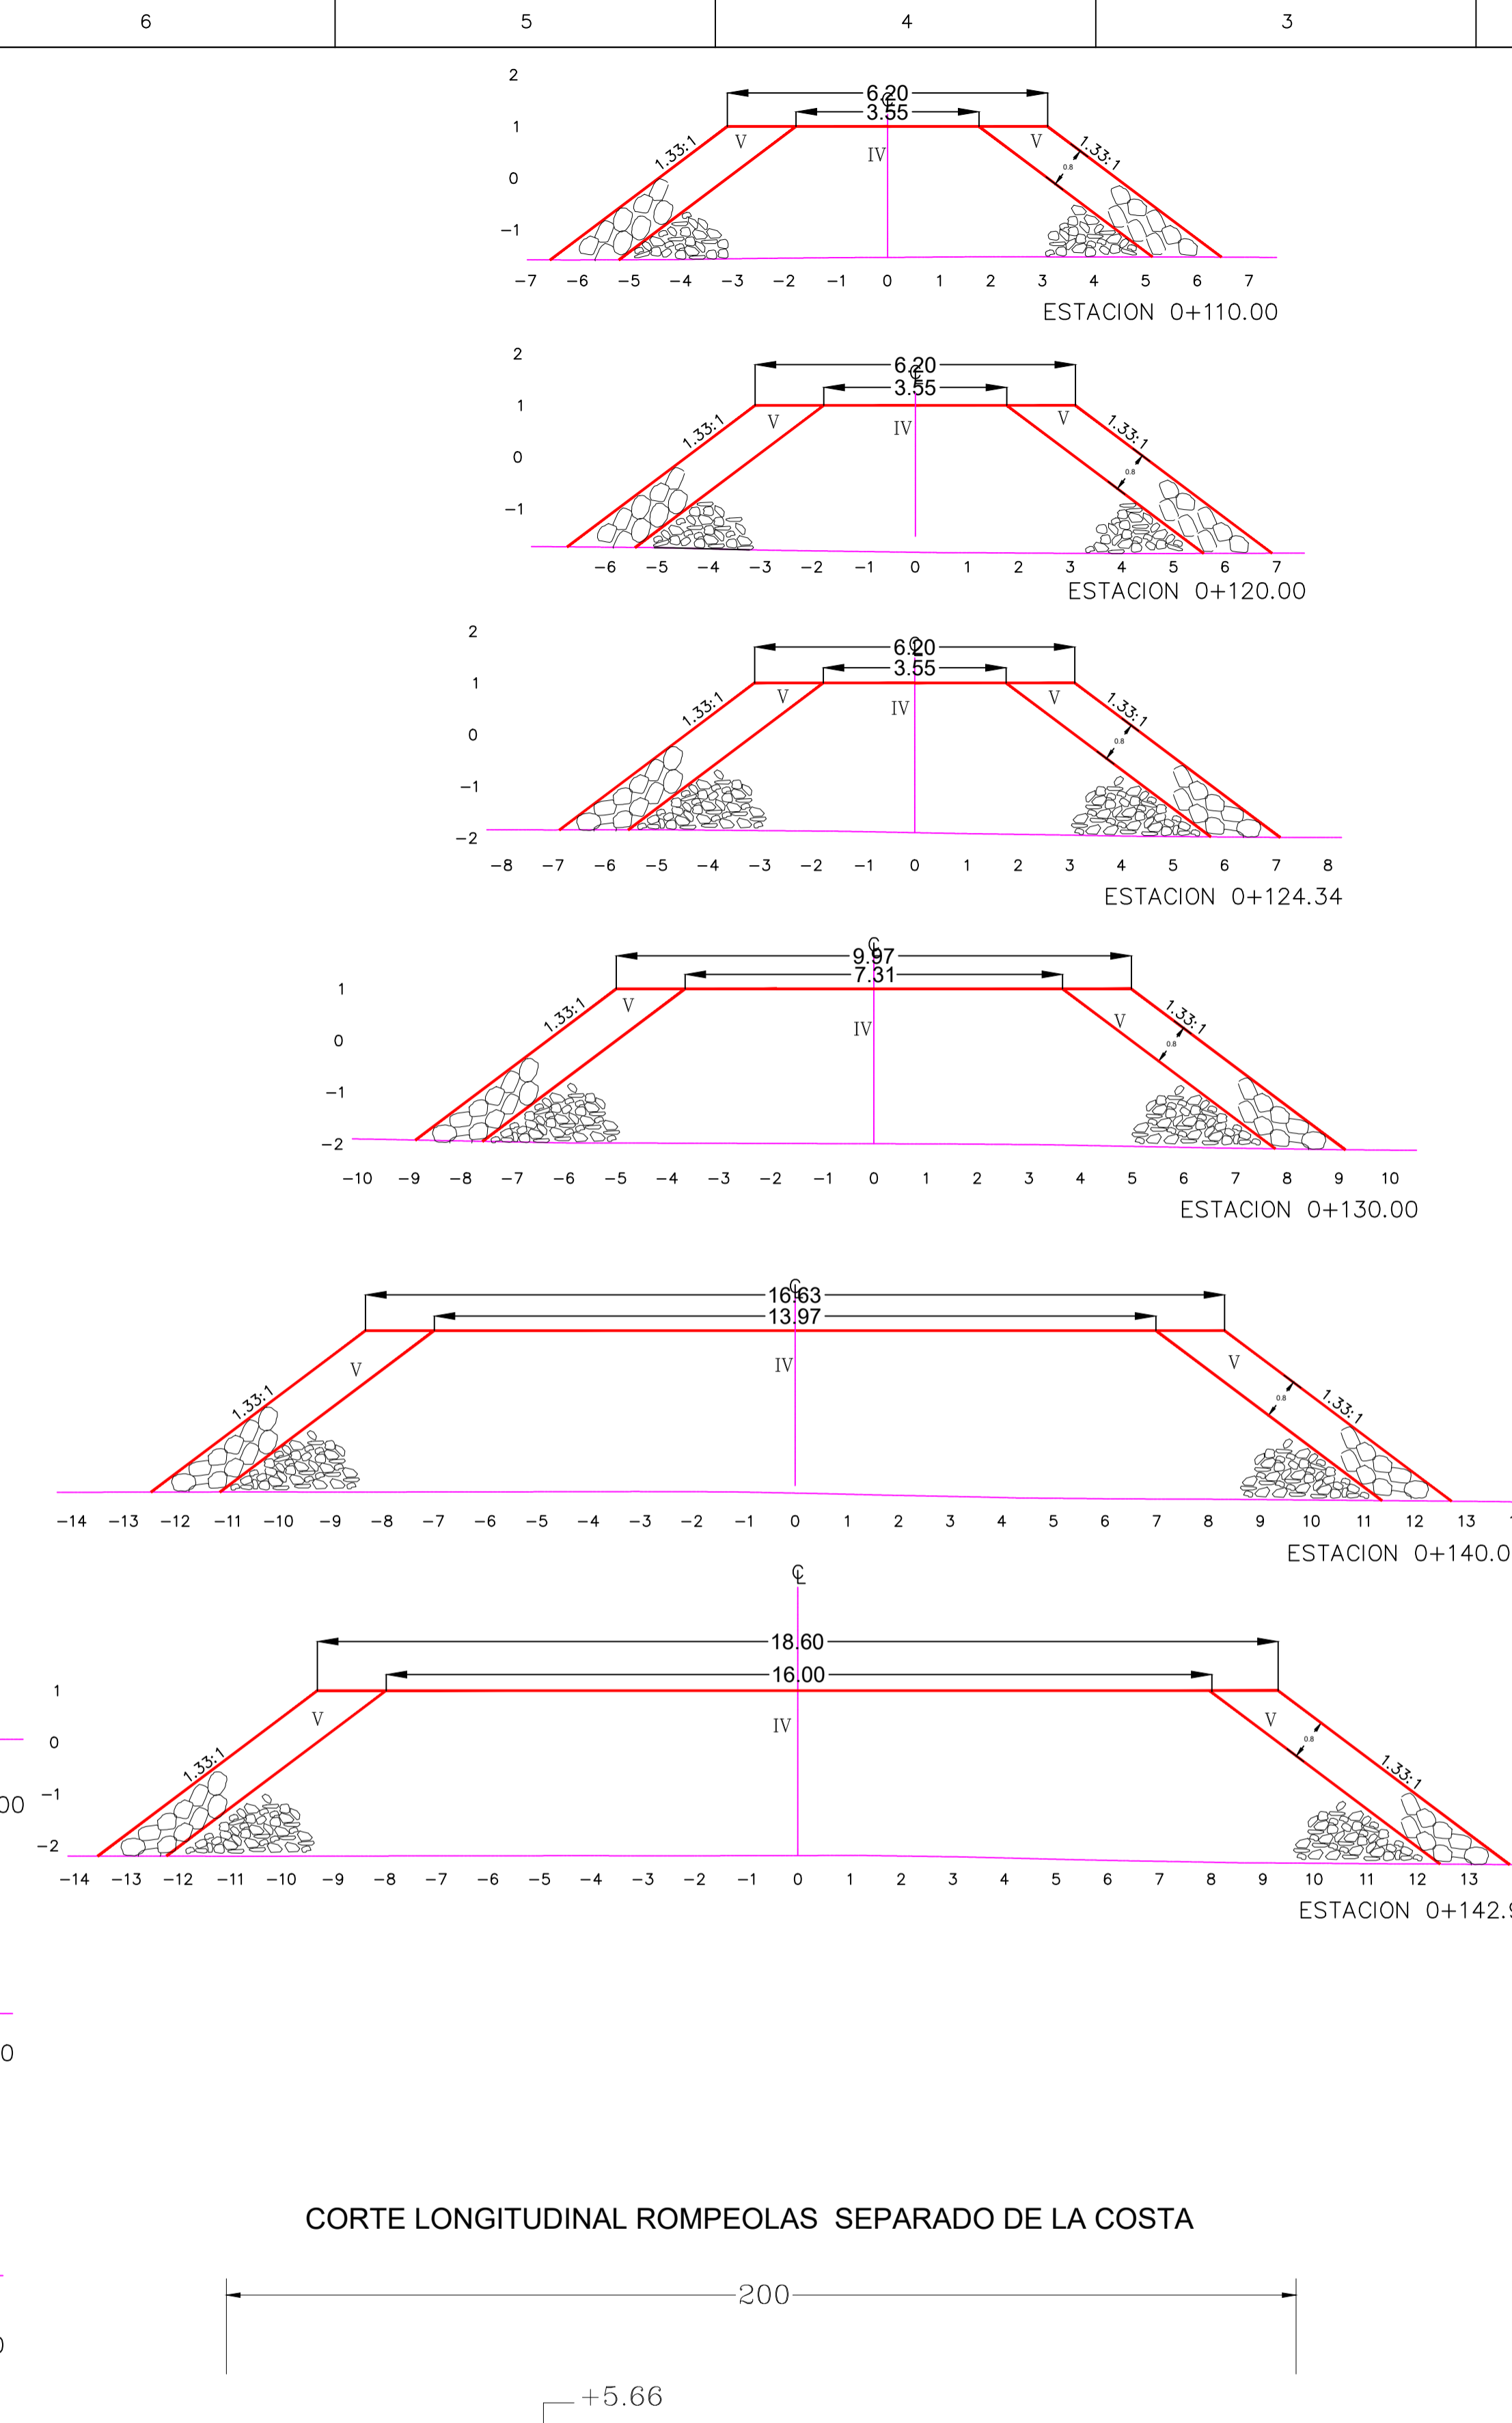 6 5 4 3
2
6.20
℄
3.55
1
V IV V
1.33:1 1.33:1
0.8
0
-1
-7 -6 -5 -4 -3 -2 -1 0 1 2 3 4 5 6 7
ESTACION 0+110.00
2
6.20
℄
3.55
1
V IV V
1.33:1 1.33:1
0
0.8
-1
-6 -5 -4 -3 -2 -1 0 1 2 3 4 5 6 7
ESTACION 0+120.00
2
℄
6.20
3.55
1
V IV V
1.33:1 1.33:1
0
0.8
-1
-2
-8 -7 -6 -5 -4 -3 -2 -1 0 1 2 3 4 5 6 7 8
ESTACION 0+124.34
℄
9.97
7.31
1
V IV V
1.33:1 1.33:1
0
0.8
-1
-2
-10 -9 -8 -7 -6 -5 -4 -3 -2 -1 0 1 2 3 4 5 6 7 8 9 10
ESTACION 0+130.00
℄
16.63
13.97
V IV V
1.33:1 0.8 1.33:1
-14 -13 -12 -11 -10 -9 -8 -7 -6 -5 -4 -3 -2 -1 0 1 2 3 4 5 6 7 8 9 10 11 12 13
ESTACION 0+140.0
℄
18.60
16.00
1
V IV V
0
0.8
1.33:1 1.33:1
-1
00
-2
-14 -13 -12 -11 -10 -9 -8 -7 -6 -5 -4 -3 -2 -1 0 1 2 3 4 5 6 7 8 9 10 11 12 13
ESTACION 0+142.9
0
CORTE LONGITUDINAL ROMPEOLAS SEPARADO DE LA COSTA
200
+5.66